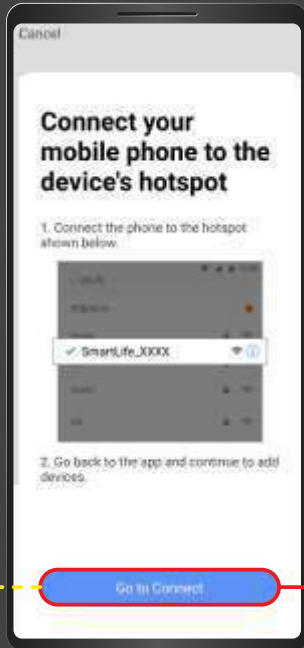 Cancel
Connect your
mobile phone to the
device's hotspot
1. Connect the phone to the hotspot
shown below.
SmartLife_XXXX
2. Go back to the app and continue to add
devices.
Go to Connect